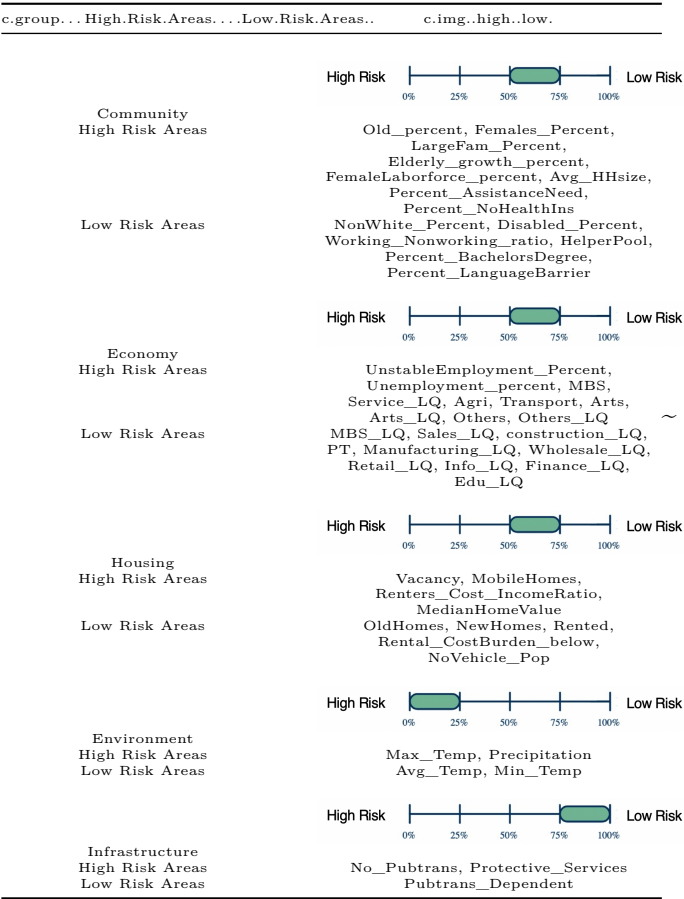 c.group...High.Risk.Areas....Low.Risk.Areas.. c.img..high..low.
High Risk Low Risk
0% 25% 50% 75% 100%
Community
High Risk Areas Old_percent, Females_Percent,
LargeFam_Percent,
Elderly_growth_percent,
FemaleLaborforce_percent, Avg_HHsize,
Percent_AssistanceNeed,
Percent_NoHealthIns
Low Risk Areas NonWhite_Percent, Disabled_Percent,
Working_Nonworking_ratio, HelperPool,
Percent_BachelorsDegree,
Percent_LanguageBarrier
High Risk Low Risk
0% 25% 50% 75% 100%
Economy
High Risk Areas UnstableEmployment_Percent,
Unemployment_percent, MBS,
Service_LQ, Agri, Transport, Arts,
Arts_LQ, Others, Others_LQ ~
Low Risk Areas MBS_LQ, Sales_LQ, construction_LQ,
PT, Manufacturing_LQ, Wholesale_LQ,
Retail_LQ, Info_LQ, Finance_LQ,
Edu_LQ
High Risk Low Risk
0% 25% 50% 75% 100%
Housing
High Risk Areas Vacancy, MobileHomes,
Renters_Cost_IncomeRatio,
MedianHomeValue
Low Risk Areas OldHomes, NewHomes, Rented,
Rental_CostBurden_below,
NoVehicle_Pop
High Risk Low Risk
0% 25% 50% 75% 100%
Environment
High Risk Areas Max_Temp, Precipitation
Low Risk Areas Avg_Temp, Min_Temp
High Risk Low Risk
0% 25% 50% 75% 100%
Infrastructure
High Risk Areas No_Pubtrans, Protective_Services
Low Risk Areas Pubtrans_Dependent